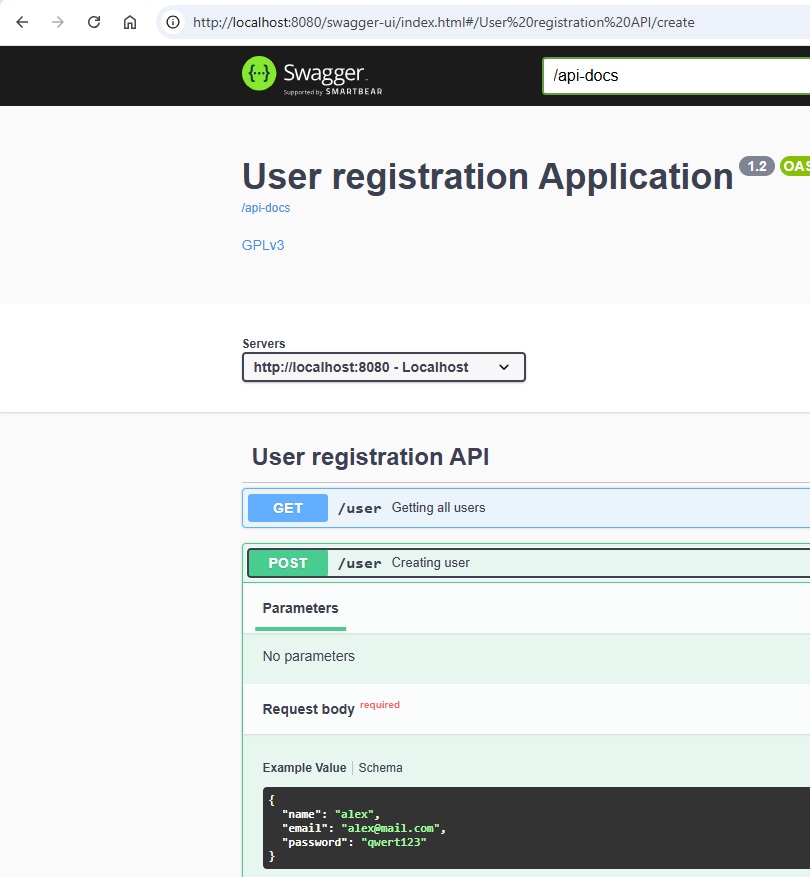 http://localhost:8080/swagger-ui/index.html#/User%20registration%20API/create
{···} Swagger.
Supported by SMARTBEAR
/api-docs
User registration Application 1.2 OAS
/api-docs
GPLv3
Servers
http://localhost:8080 - Localhost
User registration API
GET /user Getting all users
POST /user Creating user
Parameters
No parameters
Request body required
Example Value | Schema
{
"name": "alex",
"email": "alex@mail.com",
"password": "qwert123"
}